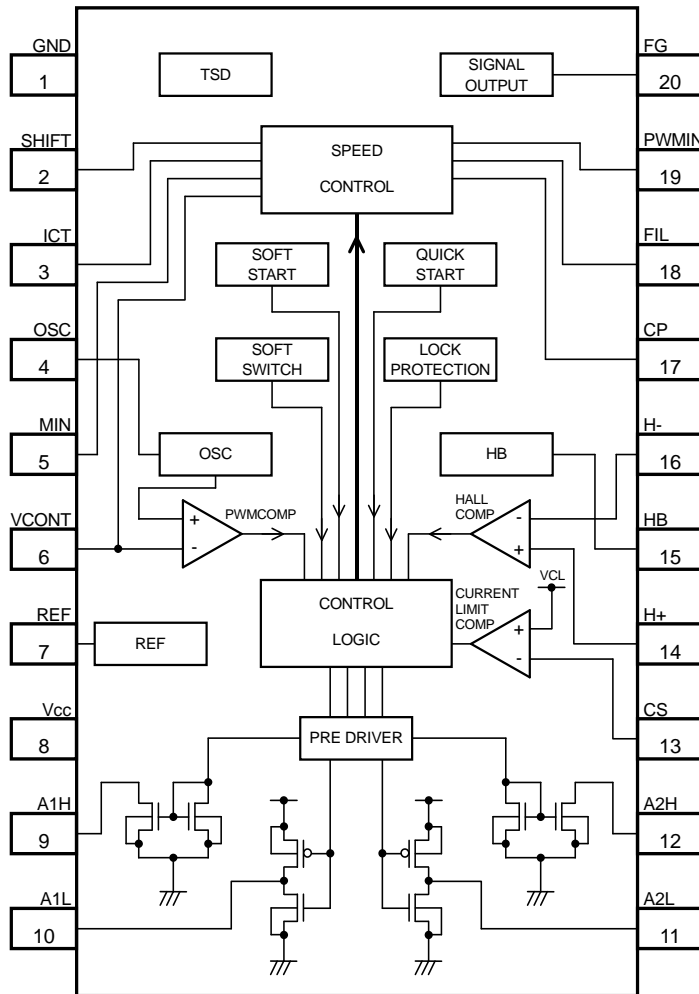 GND
1
TSD
SIGNAL
OUTPUT
FG
20
SHIFT
2
SPEED
CONTROL
PWMIN
19
ICT
3
SOFT
START
QUICK
START
FIL
18
OSC
4
SOFT
SWITCH
LOCK
PROTECTION
CP
17
MIN
5
OSC
HB
H-
16
VCONT
6
+
-
PWMCOMP
HALL
COMP
-
+
HB
15
REF
7
REF
CONTROL
LOGIC
CURRENT
LIMIT
COMP
VCL
+
-
H+
14
Vcc
8
PRE DRIVER
CS
13
A1H
9
A2H
12
A1L
10
A2L
11